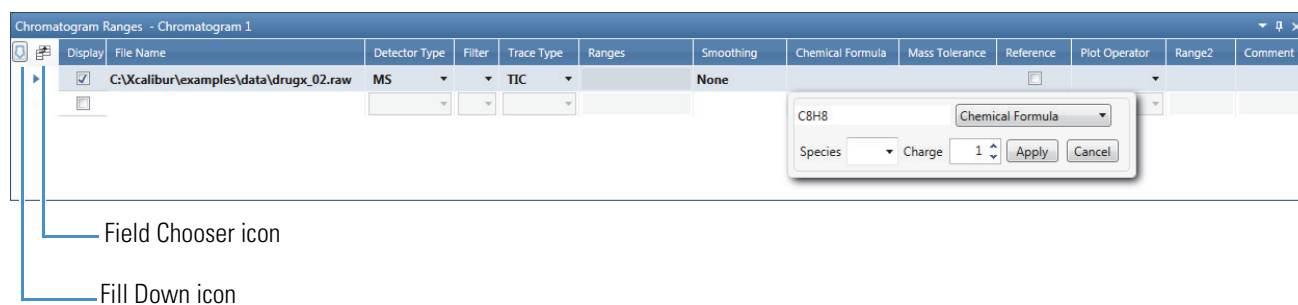 Chromatogram Ranges - Chromatogram 1
Display File Name Detector Type Filter Trace Type Ranges Smoothing Chemical Formula Mass Tolerance Reference Plot Operator Range2 Comment
C:\Xcalibur\examples\data\drugx_02.raw MS TIC None
C8H8 Chemical Formula
Species Charge 1 Apply Cancel
Field Chooser icon
Fill Down icon